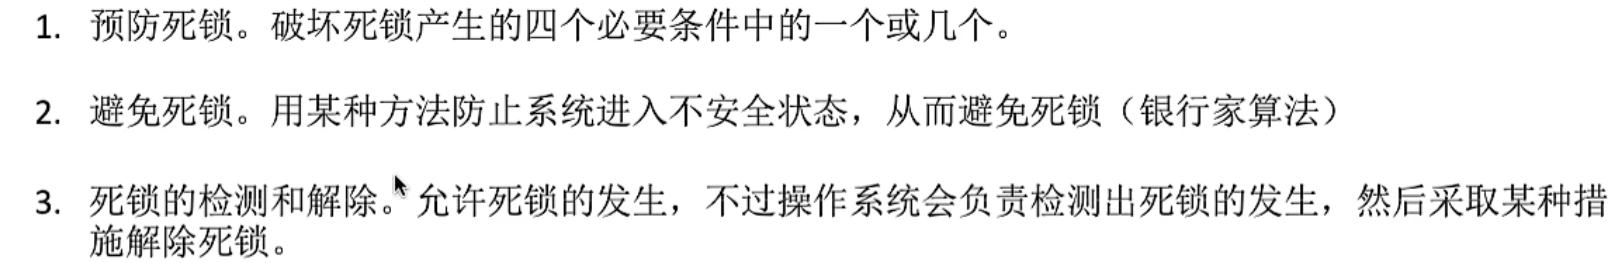 1. 预防死锁。破坏死锁产生的四个必要条件中的一个或几个。
2. 避免死锁。用某种方法防止系统进入不安全状态，从而避免死锁（银行家算法）
3. 死锁的检测和解除。允许死锁的发生，不过操作系统会负责检测出死锁的发生，然后采取某种措
施解除死锁。